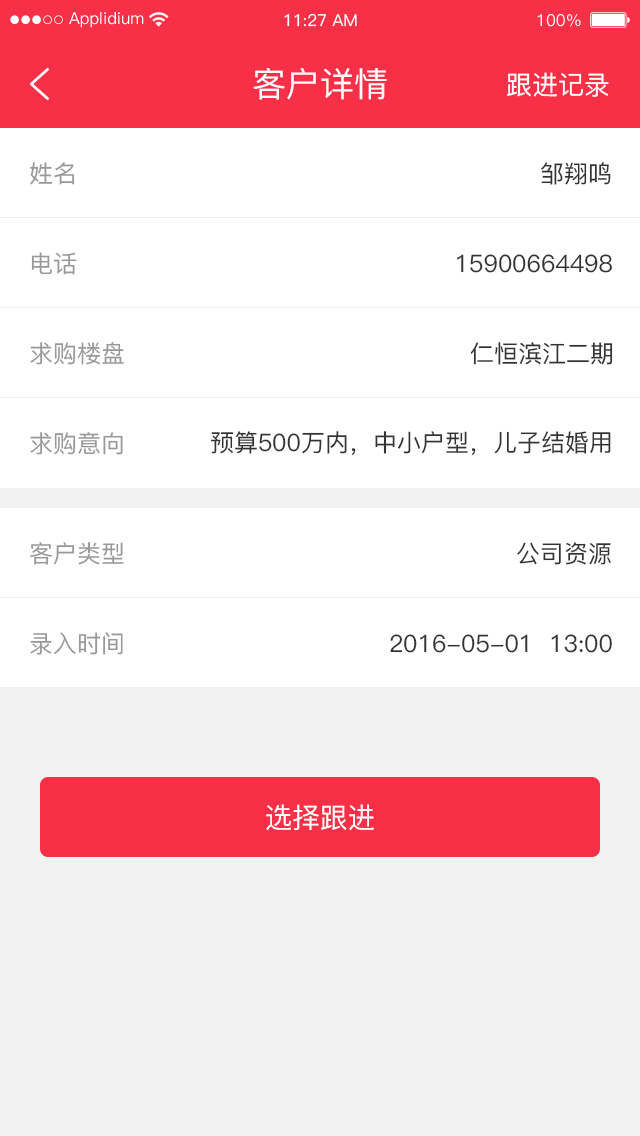 Applidium 11:27 AM 100%
客户详情 跟进记录
姓名 邹翔鸣
电话 15900664498
求购楼盘 仁恒滨江二期
求购意向 预算500万内，中小户型，儿子结婚用
客户类型 公司资源
录入时间 2016-05-01 13:00
选择跟进